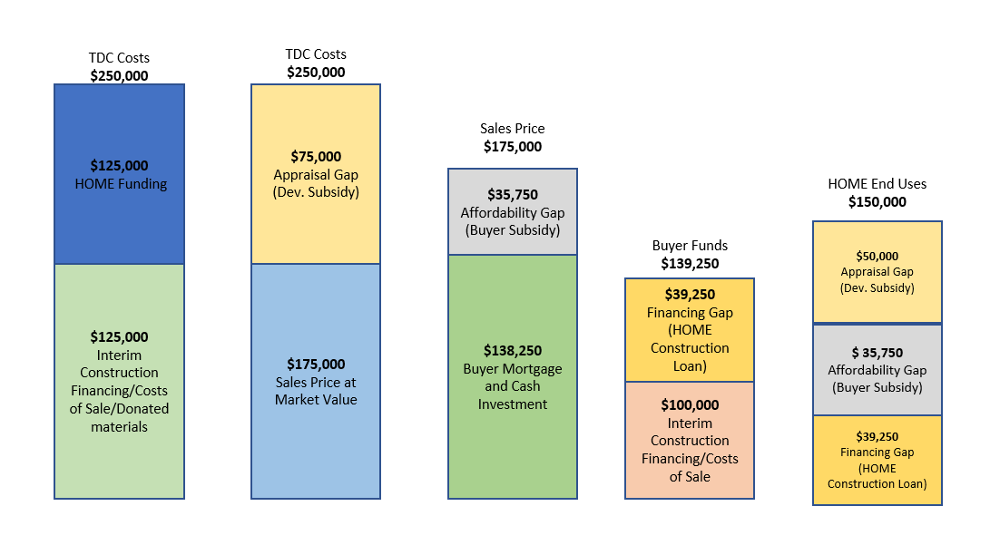 TDC Costs
$250,000
$125,000
HOME Funding
$125,000
Interim
Construction
Financing/Costs
of Sale/Donated
materials
TDC Costs
$250,000
$75,000
Appraisal Gap
(Dev. Subsidy)
$175,000
Sales Price at
Market Value
Sales Price
$175,000
$35,750
Affordability Gap
(Buyer Subsidy)
$138,250
Buyer Mortgage
and Cash
Investment
Buyer Funds
$139,250
$39,250
Financing Gap
(HOME
Construction
Loan)
$100,000
Interim
Construction
Financing/Costs
of Sale
HOME End Uses
$150,000
$50,000
Appraisal Gap
(Dev. Subsidy)
$ 35,750
Affordability Gap
(Buyer Subsidy)
$39,250
Financing Gap
(HOME
Construction Loan)